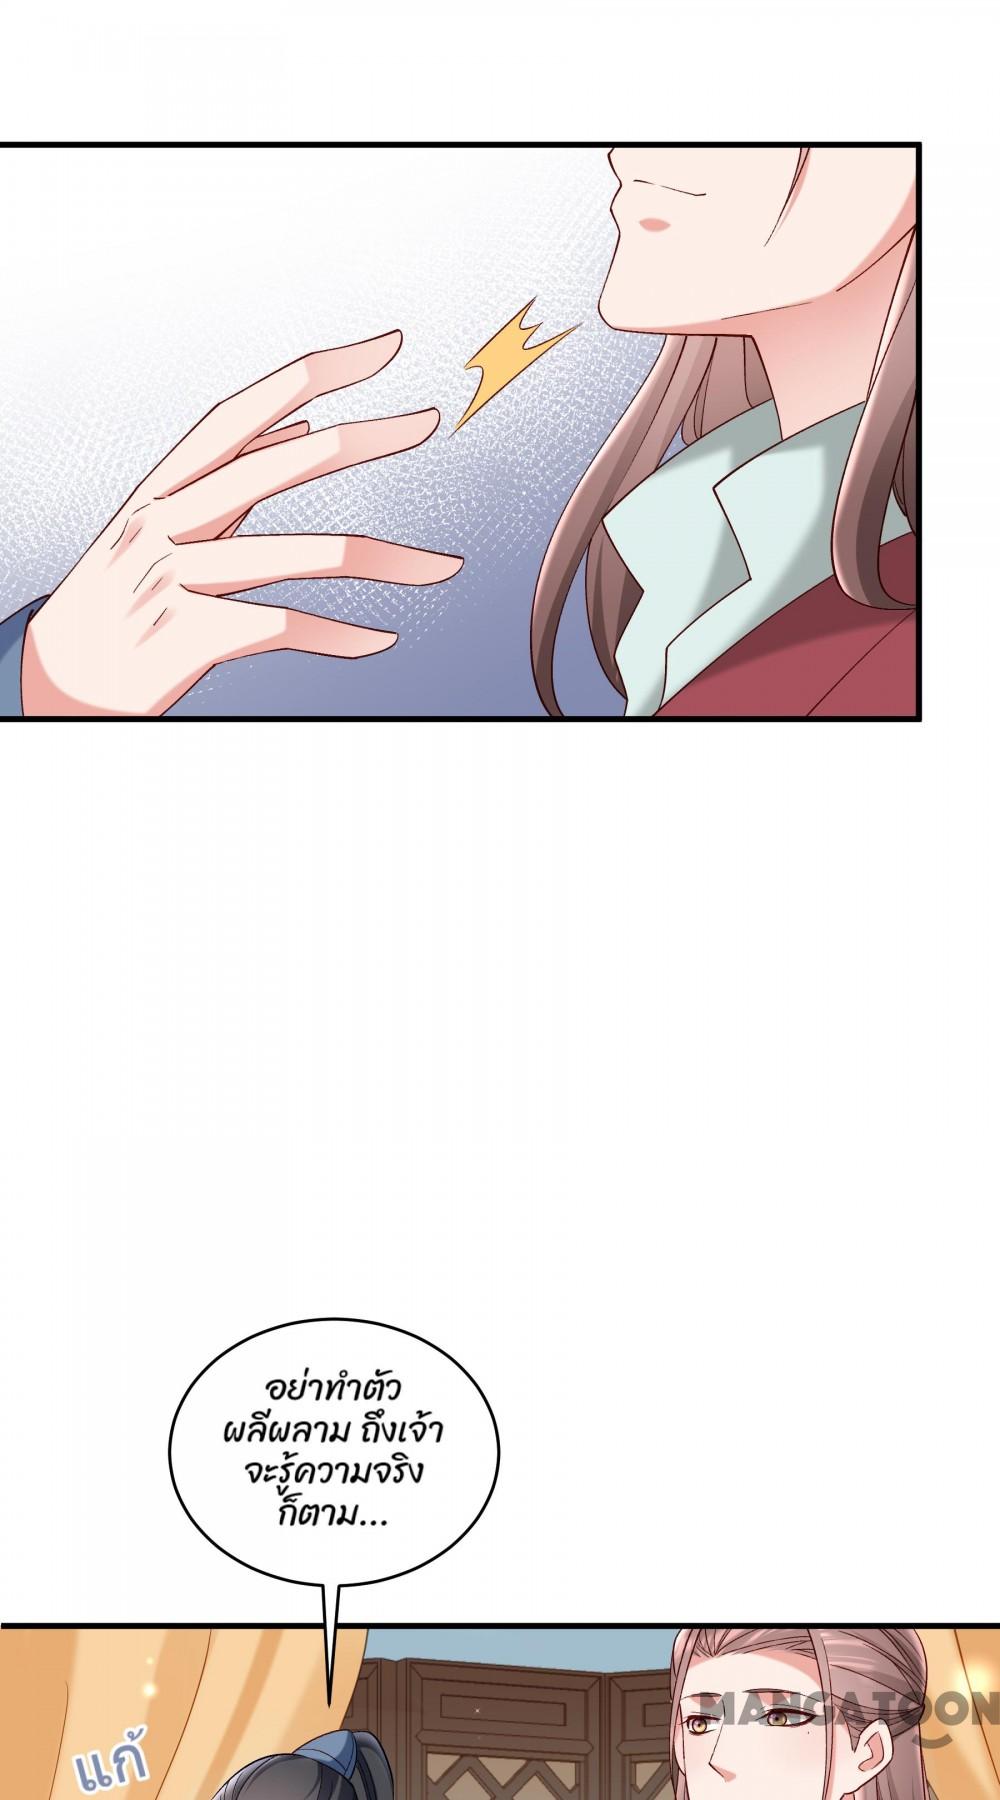 อย่าทำตัว
ผลีผลาม ถึงเจ้า
จะรู้ความจริง
ก็ตาม...
MANGATOON
แก้